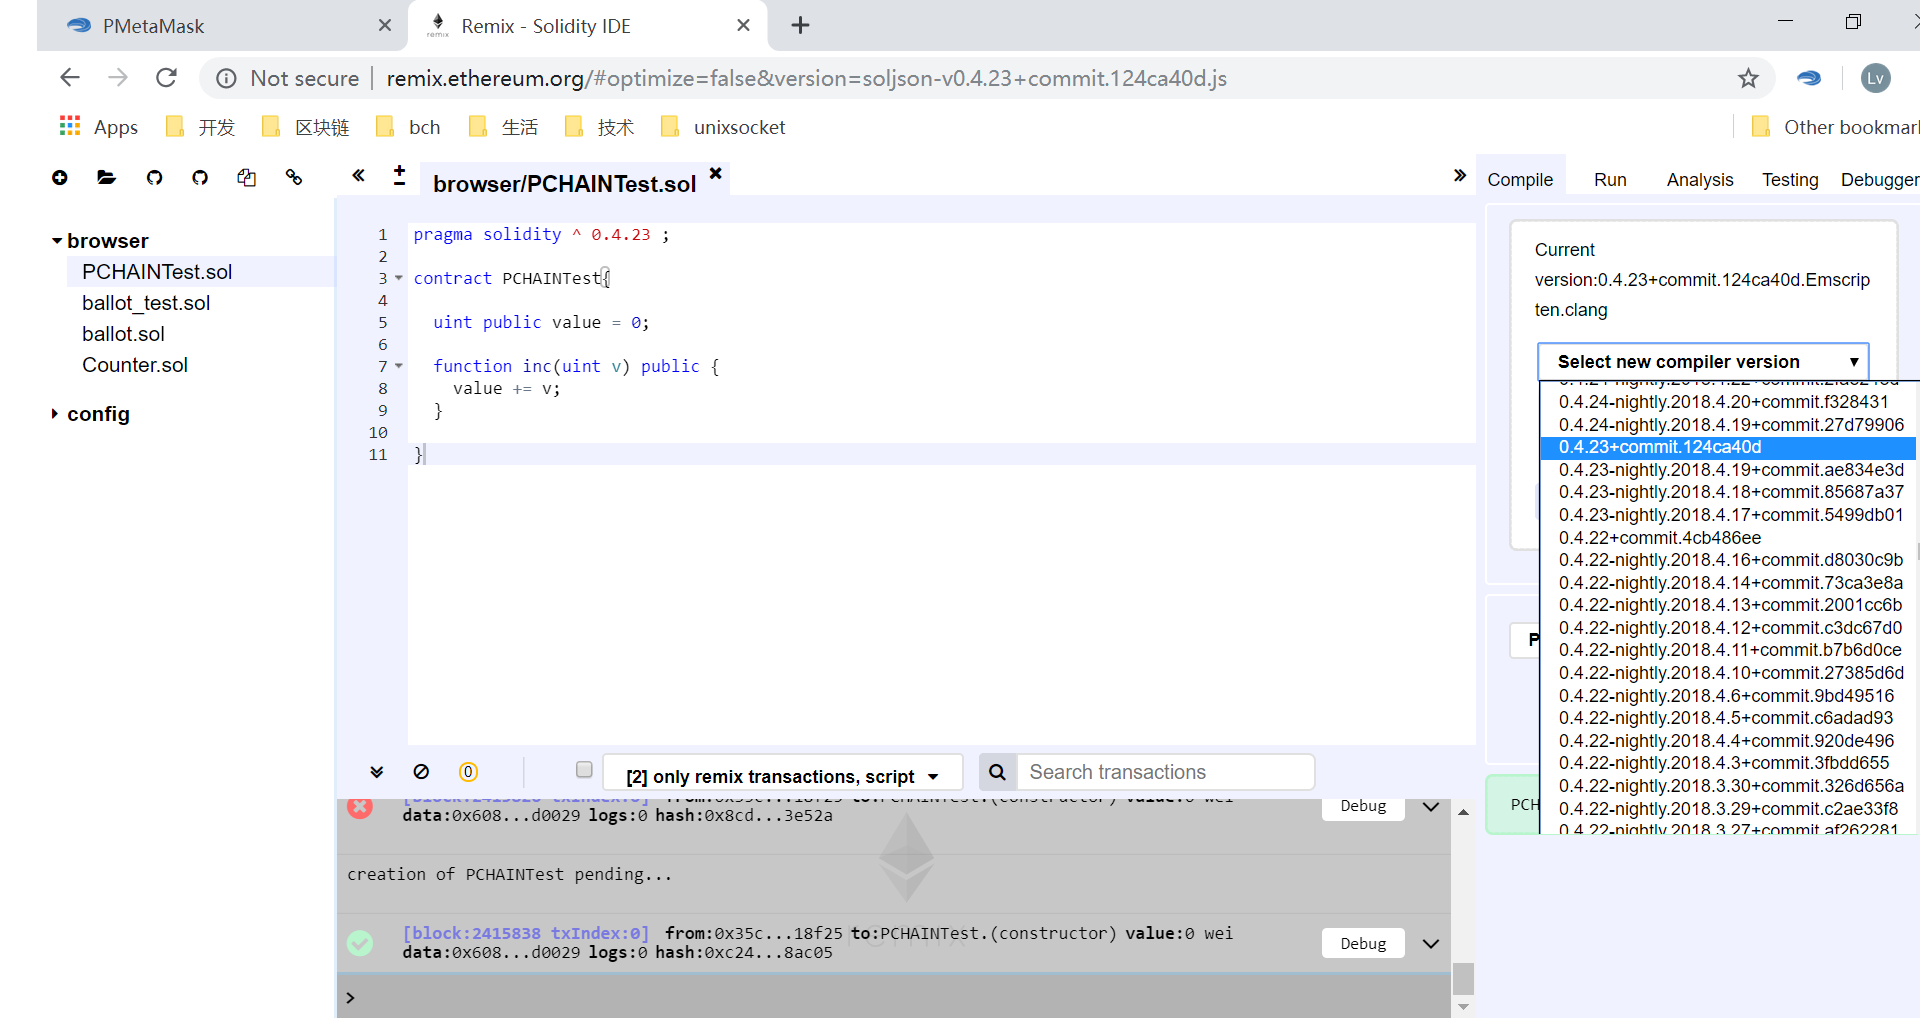 PMetaMask
Remix - Solidity IDE
remix
Not secure | remix.ethereum.org/#optimize=false&version=soljson-v0.4.23+commit.124ca40d.js
Lv
Apps 开发 区块链 bch 生活 技术 unixsocket Other bookmar
browser
PCHAINTest.sol
ballot_test.sol
ballot.sol
Counter.sol
config
browser/PCHAINTest.sol
1 pragma solidity ^ 0.4.23 ;
2
3 contract PCHAINTest{
4
5 uint public value = 0;
6
7 function inc(uint v) public {
8 value += v;
9 }
10
11 }
0
[2] only remix transactions, script
Search transactions
[block:2415828 txIndex:0] from:0x35c...18f25 to:PCHAINTest.(constructor) value:0 wei
data:0x608...d0029 logs:0 hash:0x8cd...3e52a
Debug
creation of PCHAINTest pending...
[block:2415838 txIndex:0] from:0x35c...18f25 to:PCHAINTest.(constructor) value:0 wei
data:0x608...d0029 logs:0 hash:0xc24...8ac05
Debug
>
Compile Run Analysis Testing Debugger
Current
version:0.4.23+commit.124ca40d.Emscrip
ten.clang
Select new compiler version
0.4.24-nightly.2018.4.20+commit.f328431
0.4.24-nightly.2018.4.19+commit.27d79906
0.4.23+commit.124ca40d
0.4.23-nightly.2018.4.19+commit.ae834e3d
0.4.23-nightly.2018.4.18+commit.85687a37
0.4.23-nightly.2018.4.17+commit.5499db01
0.4.22+commit.4cb486ee
0.4.22-nightly.2018.4.16+commit.d8030c9b
0.4.22-nightly.2018.4.14+commit.73ca3e8a
0.4.22-nightly.2018.4.13+commit.2001cc6b
0.4.22-nightly.2018.4.12+commit.c3dc67d0
0.4.22-nightly.2018.4.11+commit.b7b6d0ce
0.4.22-nightly.2018.4.10+commit.27385d6d
0.4.22-nightly.2018.4.6+commit.9bd49516
0.4.22-nightly.2018.4.5+commit.c6adad93
0.4.22-nightly.2018.4.4+commit.920de496
0.4.22-nightly.2018.4.3+commit.3fbdd655
0.4.22-nightly.2018.3.30+commit.326d656a
0.4.22-nightly.2018.3.29+commit.c2ae33f8
0.4.22-nightly.2018.3.27+commit.af262281
P
PCH